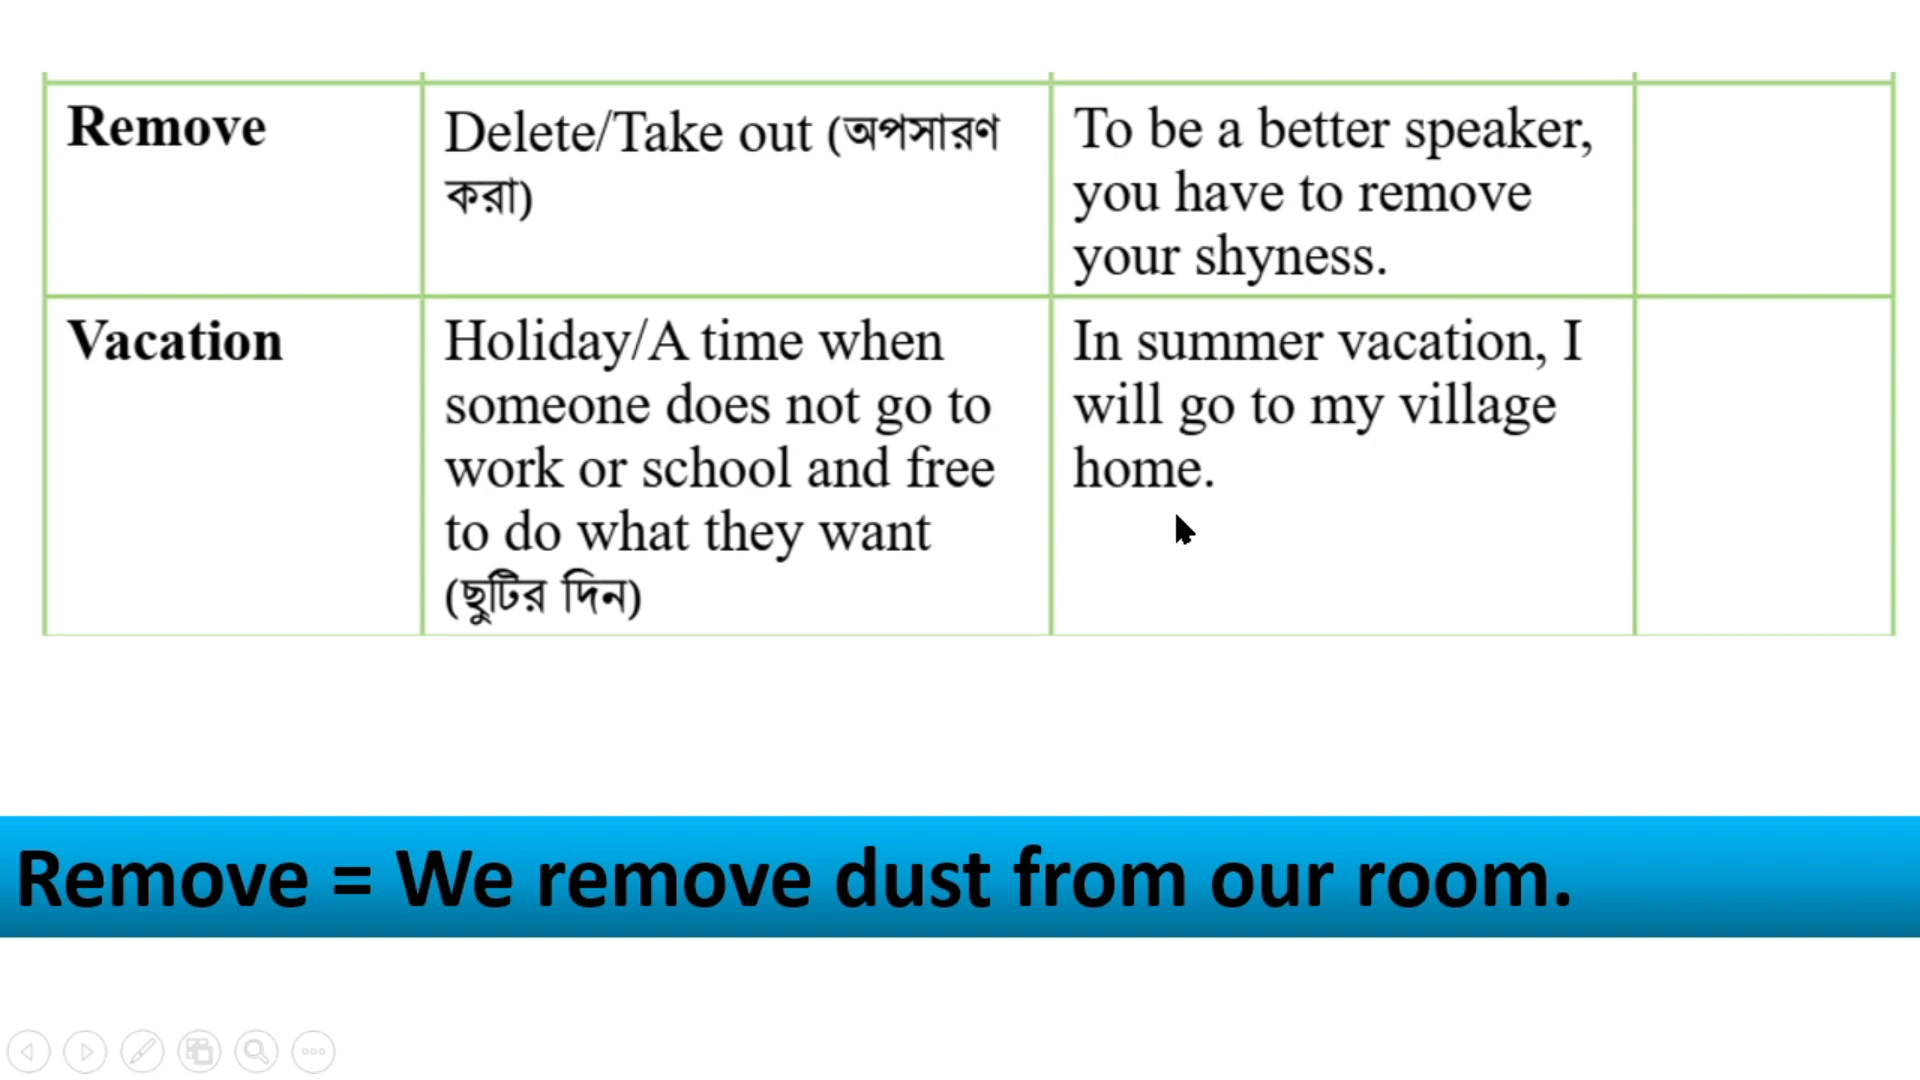 Remove
Delete/Take out (অপসারণ
করা)
To be a better speaker,
you have to remove
your shyness.
Vacation
Holiday/A time when
someone does not go to
work or school and free
to do what they want
(ছুটির দিন)
In summer vacation, I
will go to my village
home.
Remove = We remove dust from our room.